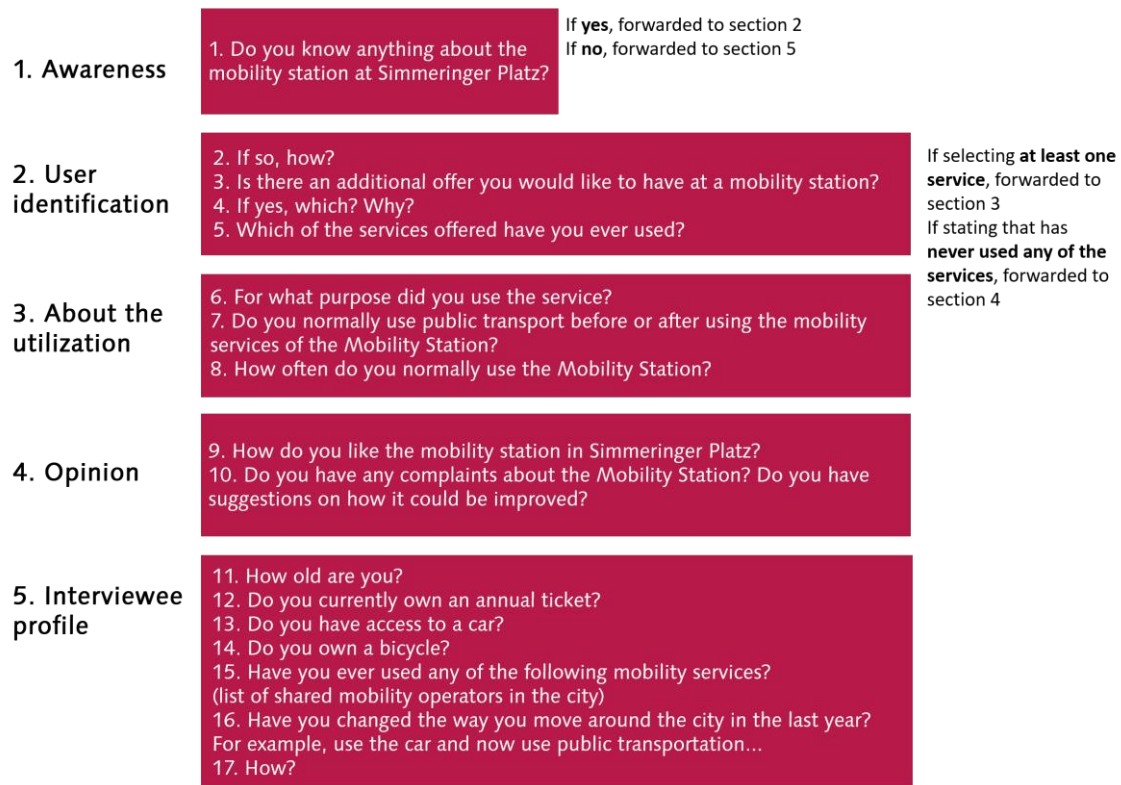 1. Awareness
1. Do you know anything about the
mobility station at Simmeringer Platz?
If yes, forwarded to section 2
If no, forwarded to section 5
2. User
identification
2. If so, how?
3. Is there an additional offer you would like to have at a mobility station?
4. If yes, which? Why?
5. Which of the services offered have you ever used?
If selecting at least one
service, forwarded to
section 3
If stating that has
never used any of the
services, forwarded to
section 4
3. About the
utilization
6. For what purpose did you use the service?
7. Do you normally use public transport before or after using the mobility
services of the Mobility Station?
8. How often do you normally use the Mobility Station?
4. Opinion
9. How do you like the mobility station in Simmeringer Platz?
10. Do you have any complaints about the Mobility Station? Do you have
suggestions on how it could be improved?
5. Interviewee
profile
11. How old are you?
12. Do you currently own an annual ticket?
13. Do you have access to a car?
14. Do you own a bicycle?
15. Have you ever used any of the following mobility services?
(list of shared mobility operators in the city)
16. Have you changed the way you move around the city in the last year?
For example, use the car and now use public transportation...
17. How?